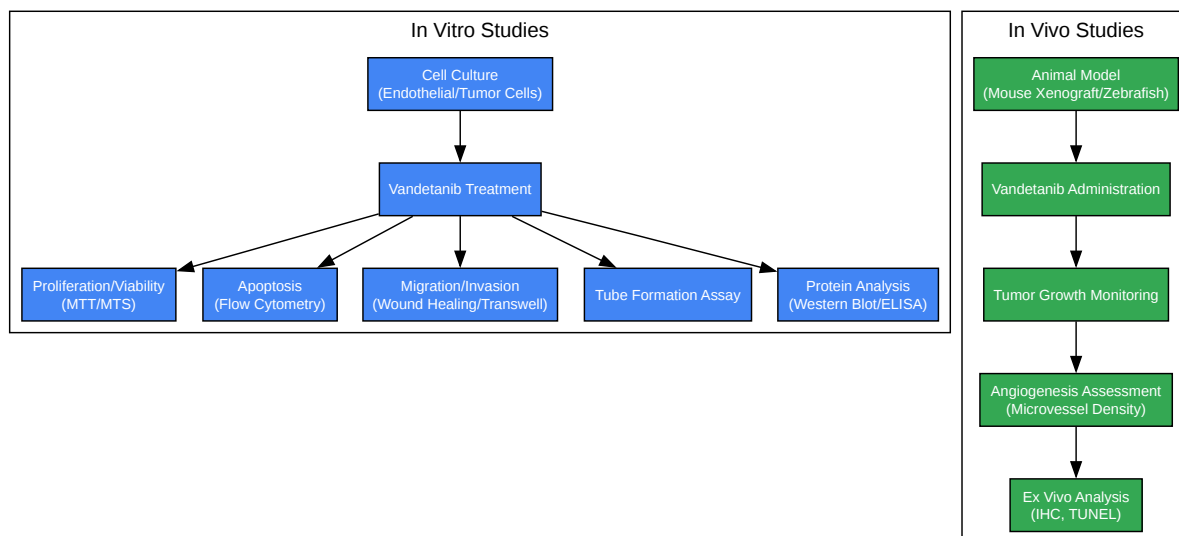 In Vitro Studies
Cell Culture
(Endothelial/Tumor Cells)
Vandetanib Treatment
Proliferation/Viability
(MTT/MTS)
Apoptosis
(Flow Cytometry)
Migration/Invasion
(Wound Healing/Transwell)
Tube Formation Assay
Protein Analysis
(Western Blot/ELISA)
In Vivo Studies
Animal Model
(Mouse Xenograft/Zebrafish)
Vandetanib Administration
Tumor Growth Monitoring
Angiogenesis Assessment
(Microvessel Density)
Ex Vivo Analysis
(IHC, TUNEL)